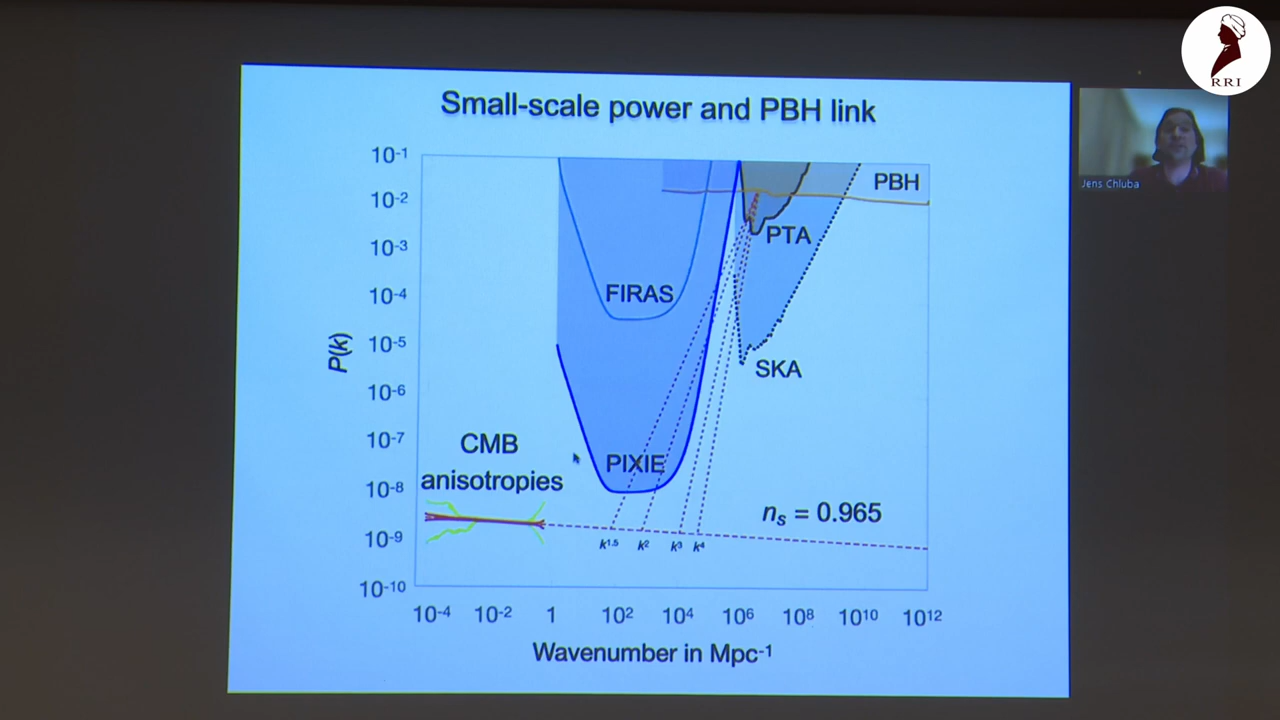 RRI
Jens Chluba
Small-scale power and PBH link
10-1
10-2
10-3
10-4
10-5
10-6
10-7
10-8
10-9
10-10
P(k)
PBH
PTA
FIRAS
SKA
CMB
anisotropies
PIXIE
ns = 0.965
k1.5 k2 k3 k4
10-4 10-2 1 102 104 106 108 1010 1012
Wavenumber in Mpc-1